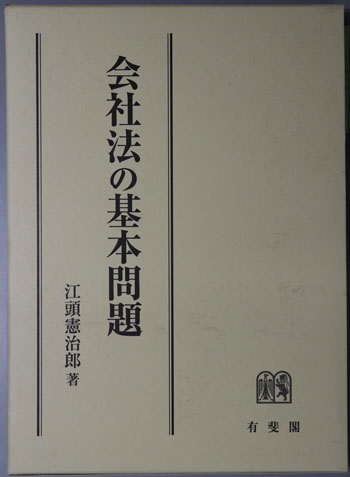 会社法の基本問題
江頭憲治郎 著
有斐閣